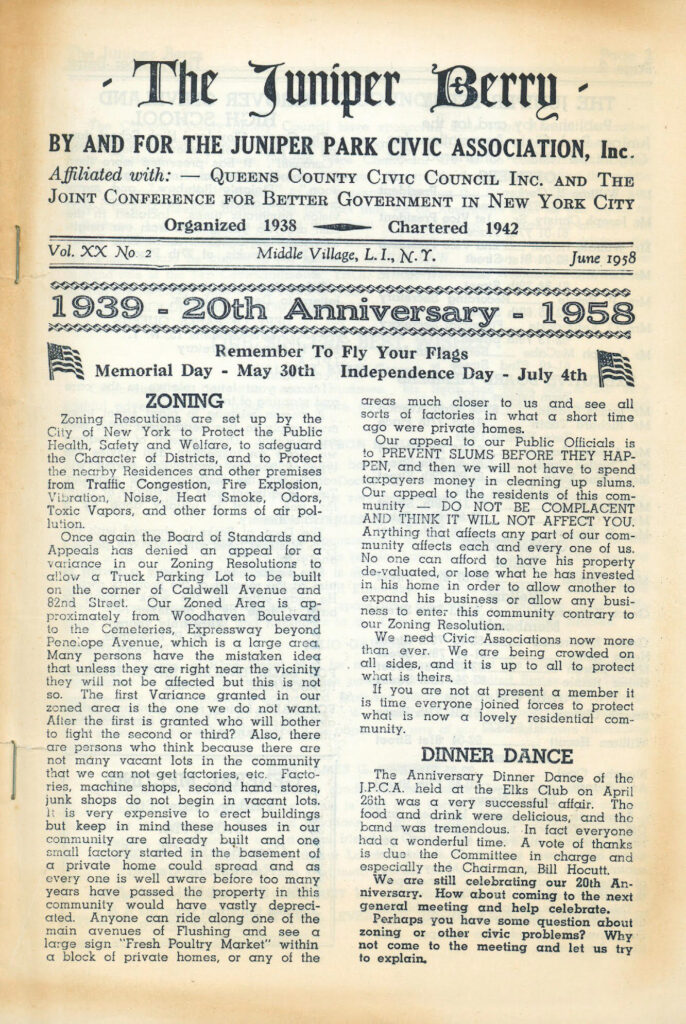 - The Juniper Berry -
BY AND FOR THE JUNIPER PARK CIVIC ASSOCIATION, Inc.
Affiliated with: — QUEENS COUNTY CIVIC COUNCIL INC. AND THE
JOINT CONFERENCE FOR BETTER GOVERNMENT IN NEW YORK CITY
Organized 1938 Chartered 1942
Vol. XX No. 2 Middle Village, L. I., N.Y. June 1958
1939 - 20th Anniversary - 1958
Remember To Fly Your Flags
Memorial Day - May 30th Independence Day - July 4th
ZONING
Zoning Rescutions are set up by the
City of New York to Protect the Public
Health, Safety and Welfare, to safeguard
the Character of Districts, and to Protect
the nearby Residences and other premises
from Traffic Congestion, Fire Explosion,
Vibration, Noise, Heat Smoke, Odors,
Toxic Vapors, and other forms of air pol-
lution.
Once again the Board of Standards and
Appeals has denied an appeal for a
variance in our Zoning Resolutions to
allow a Truck Parking Lot to be built
on the corner of Caldwell Avenue and
82nd Street. Our Zoned Area is ap-
proximately from Woodhaven Boulevard
to the Cemeteries, Expressway beyond
Penelope Avenue, which is a large area.
Many persons have the mistaken idea
that unless they are right near the vicinity
they will not be affected but this is not
so. The first Variance granted in our
zoned area is the one we do not want.
After the first is granted who will bother
to fight the second or third? Also, there
are persons who think because there are
not many vacant lots in the community
that we can not get factories, etc. Facto-
ries, machine shops, second hand stores,
junk shops do not begin in vacant lots.
It is very expensive to erect buildings
but keep in mind these houses in our
community are already built and one
small factory started in the basement of
a private home could spread and as
every one is well aware before too many
years have passed the property in this
community would have vastly depreci-
ated. Anyone can ride along one of the
main avenues of Flushing and see a
large sign "Fresh Poultry Market" within
a block of private homes, or any of the
areas much closer to us and see all
sorts of factories in what a short time
ago were private homes.
Our appeal to our Public Officials is
to PREVENT SLUMS BEFORE THEY HAP-
PEN, and then we will not have to spend
taxpayers money in cleaning up slums.
Our appeal to the residents of this com-
munity — DO NOT BE COMPLACENT
AND THINK IT WILL NOT AFFECT YOU.
Anything that affects any part of our com-
munity affects each and every one of us.
No one can afford to have his property
de-valuated, or lose what he has invested
in his home in order to allow another to
expand his business or allow any busi-
ness to enter this community contrary to
our Zoning Resolution.
We need Civic Associations now more
than ever. We are being crowded on
all sides, and it is up to all to protect
what is theirs.
If you are not at present a member it
is time everyone joined forces to protect
what is now a lovely residential com-
munity.
DINNER DANCE
The Anniversary Dinner Dance of the
J.P.C.A. held at the Elks Club on April
26th was a very successful affair. The
food and drink were delicious, and the
band was tremendous. In fact everyone
had a wonderful time. A vote of thanks
is due the Committee in charge and
especially the Chairman, Bill Hocutt.
We are still celebrating our 20th An-
niversary. How about coming to the next
general meeting and help celebrate.
Perhaps you have some question about
zoning or other civic problems? Why
not come to the meeting and let us try
to explain.